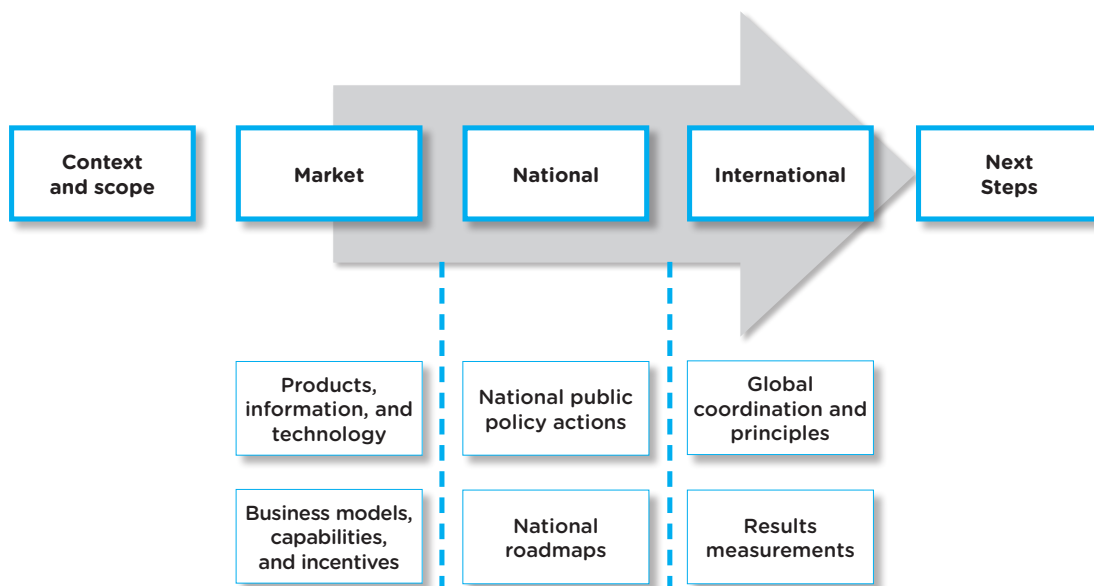 Context
and scope
Market
National
International
Next
Steps
Products,
information, and
technology
National public
policy actions
Global
coordination and
principles
Business models,
capabilities,
and incentives
National
roadmaps
Results
measurements